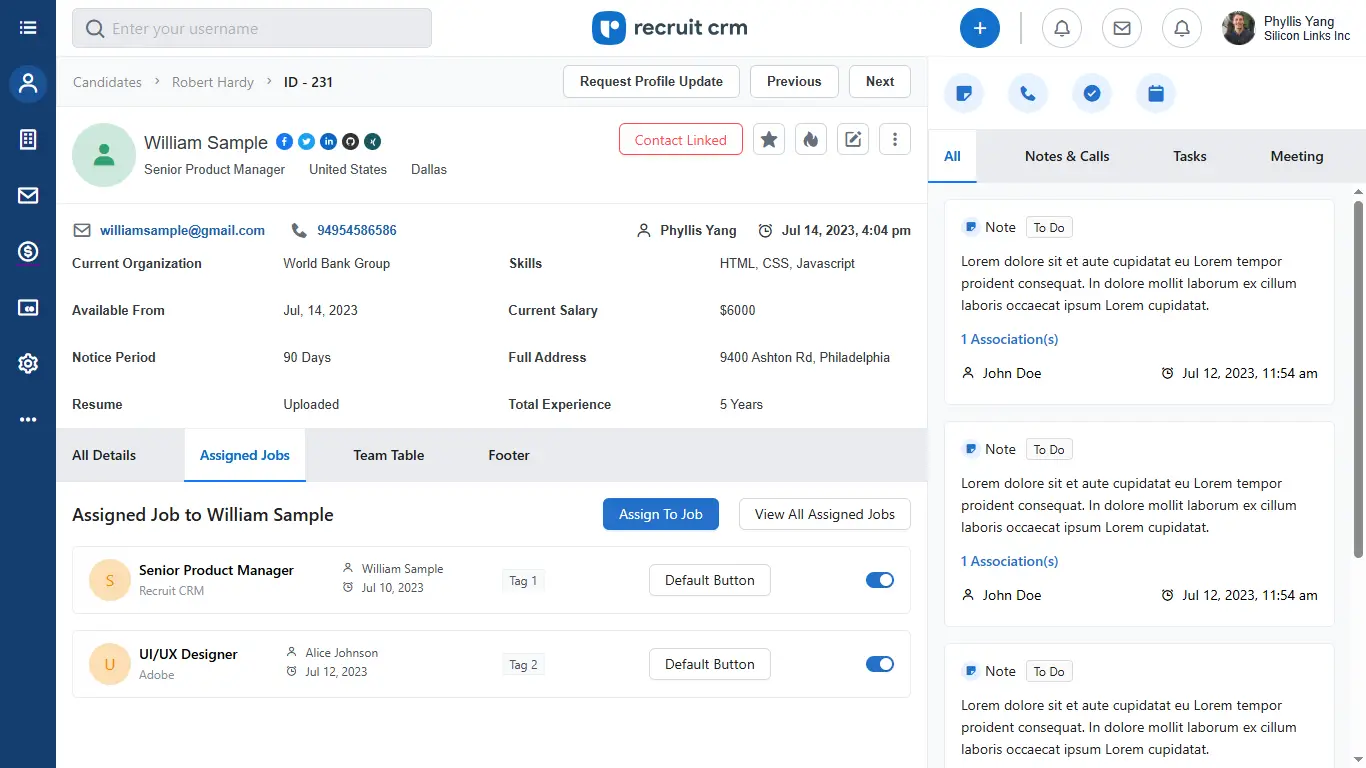 Enter your username
recruit crm
Phyllis Yang
Silicon Links Inc
Candidates > Robert Hardy > ID - 231
Request Profile Update
Previous
Next
William Sample
Senior Product Manager United States Dallas
Contact Linked
williamsample@gmail.com 94954586586
Phyllis Yang Jul 14, 2023, 4:04 pm
Current Organization World Bank Group Skills HTML, CSS, Javascript
Available From Jul, 14, 2023 Current Salary $6000
Notice Period 90 Days Full Address 9400 Ashton Rd, Philadelphia
Resume Uploaded Total Experience 5 Years
All Details Assigned Jobs Team Table Footer
Assigned Job to William Sample
Assign To Job
View All Assigned Jobs
S
Senior Product Manager
Recruit CRM
William Sample
Jul 10, 2023
Tag 1
Default Button
U
UI/UX Designer
Adobe
Alice Johnson
Jul 12, 2023
Tag 2
Default Button
All Notes & Calls Tasks Meeting
Note To Do
Lorem dolore sit et aute cupidatat eu Lorem tempor
proident consequat. In dolore mollit laborum ex cillum
laboris occaecat ipsum Lorem cupidatat.
1 Association(s)
John Doe Jul 12, 2023, 11:54 am
Note To Do
Lorem dolore sit et aute cupidatat eu Lorem tempor
proident consequat. In dolore mollit laborum ex cillum
laboris occaecat ipsum Lorem cupidatat.
1 Association(s)
John Doe Jul 12, 2023, 11:54 am
Note To Do
Lorem dolore sit et aute cupidatat eu Lorem tempor
proident consequat. In dolore mollit laborum ex cillum
laboris occaecat ipsum Lorem cupidatat.